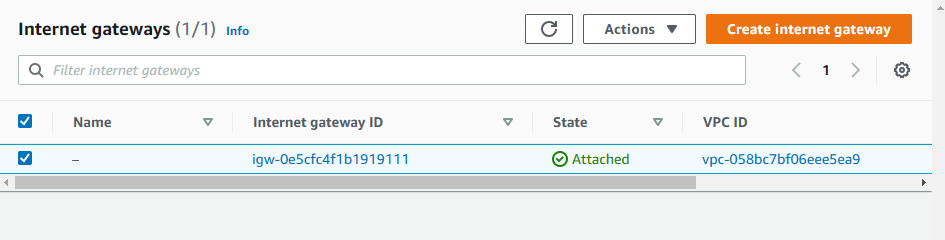 Internet gateways (1/1) Info
Actions
Create internet gateway
Filter internet gateways
1
Name Internet gateway ID State VPC ID
– igw-0e5cfc4f1b1919111 Attached vpc-058bc7bf06eee5ea9